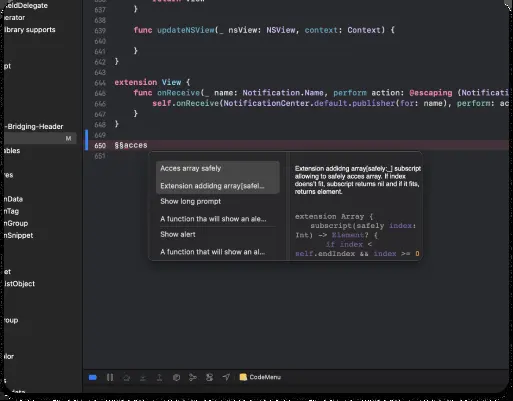 eldDelegate
erator
library supports
pt
-Bridging-Header
M
ables
res
nData
nTag
nGroup
nSnippet
et
istObject
roup
olor
s
637 }
638
639 func updateNSView(_ nsView: NSView, context: Context) {
640
641 }
642 }
643
644 extension View {
645 func onReceive(_ name: Notification.Name, perform action: @escaping (Notificati
646 self.onReceive(NotificationCenter.default.publisher(for: name), perform: ac
647 }
648 }
649
650 §§acces
651
Acces array safely
Extension addiding array[safel...
Show long prompt
A function tha will show an ale...
Show alert
A function that will show an al...
Extension addidng array[safely:_] subscript
allowing to safely acces array. If index
doens't fit, subscript returns nil and if it fits,
returns element.
extension Array {
subscript(safely index:
Int) -> Element? {
if index <
self.endIndex && index >= 0
CodeMenu